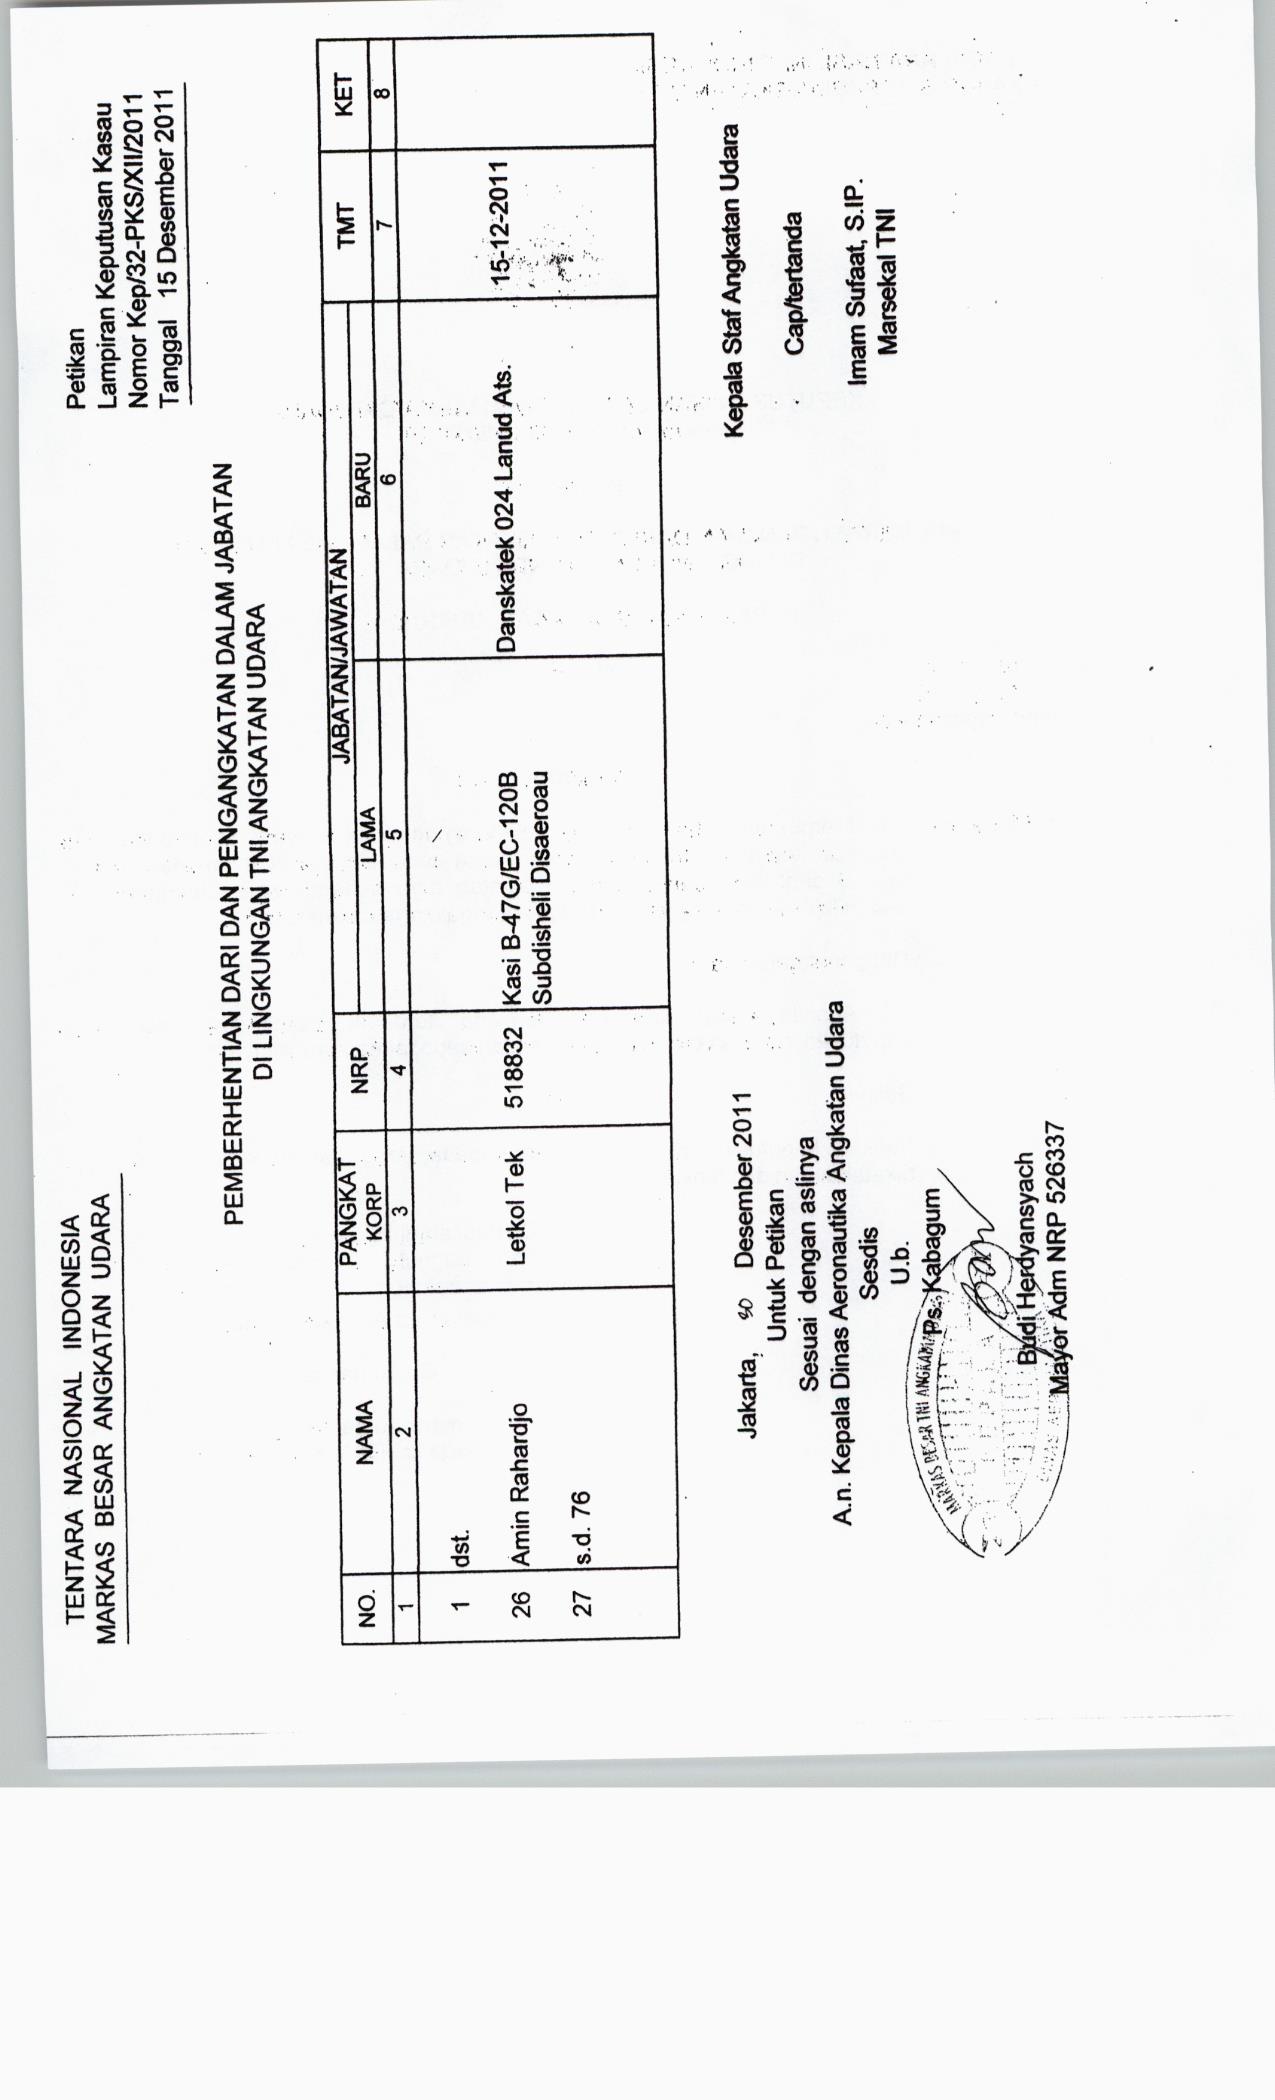 TENTARA NASIONAL INDONESIA
MARKAS BESAR ANGKATAN UDARA
Petikan
Lampiran Keputusan Kasau
Nomor Kep/32-PKS/XII/2011
Tanggal 15 Desember 2011
PEMBERHENTIAN DARI DAN PENGANGKATAN DALAM JABATAN
DI LINGKUNGAN TNI ANGKATAN UDARA
NO. NAMA PANGKAT KORP NRP JABATAN/JAWATAN TMT KET
LAMA BARU
1 2 3 4 5 6 7 8
1 dst.
26 Amin Rahardjo Letkol Tek 518832 Kasi B-47G/EC-120B Danskatek 024 Lanud Ats. 15-12-2011
Subdisheli Disaeroau
27 s.d. 76
Jakarta, 30 Desember 2011
Untuk Petikan
Sesuai dengan aslinya
A.n. Kepala Dinas Aeronautika Angkatan Udara
Sesdis
U.b.
Ps. Kabagum
MARKAS BESAR TNI ANGKATAN
Budi Herdyansyach
Mayor Adm NRP 526337
Kepala Staf Angkatan Udara
Cap/tertanda
Imam Sufaat, S.IP.
Marsekal TNI